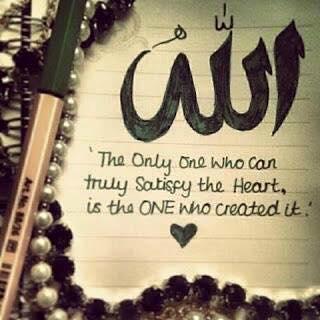 الله
'The Only One who can
truly Satisfy the Heart,
is the ONE who created it.'